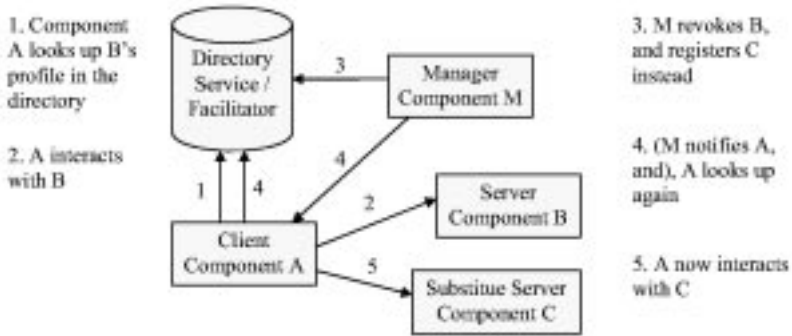 1. Component
A looks up B's
profile in the
directory
2. A interacts
with B
Directory
Service /
Facilitator
3
Manager
Component M
4
1
4
2
Server
Component B
Client
Component A
5
Substitue Server
Component C
3. M revokes B,
and registers C
instead
4. (M notifies A,
and), A looks up
again
5. A now interacts
with C